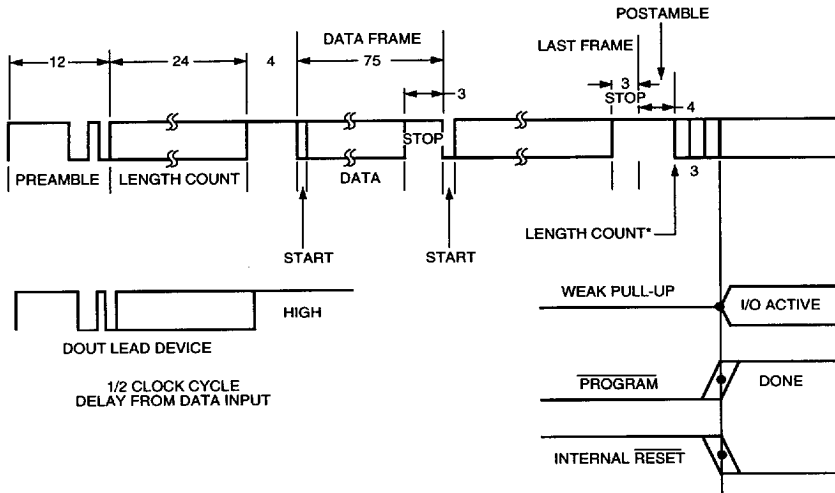 POSTAMBLE
DATA FRAME
LAST FRAME
12
24
4
75
3
3
STOP
4
STOP
PREAMBLE
LENGTH COUNT
DATA
3
START
START
LENGTH COUNT*
HIGH
WEAK PULL-UP
I/O ACTIVE
DOUT LEAD DEVICE
1/2 CLOCK CYCLE
DELAY FROM DATA INPUT
PROGRAM
DONE
INTERNAL RESET